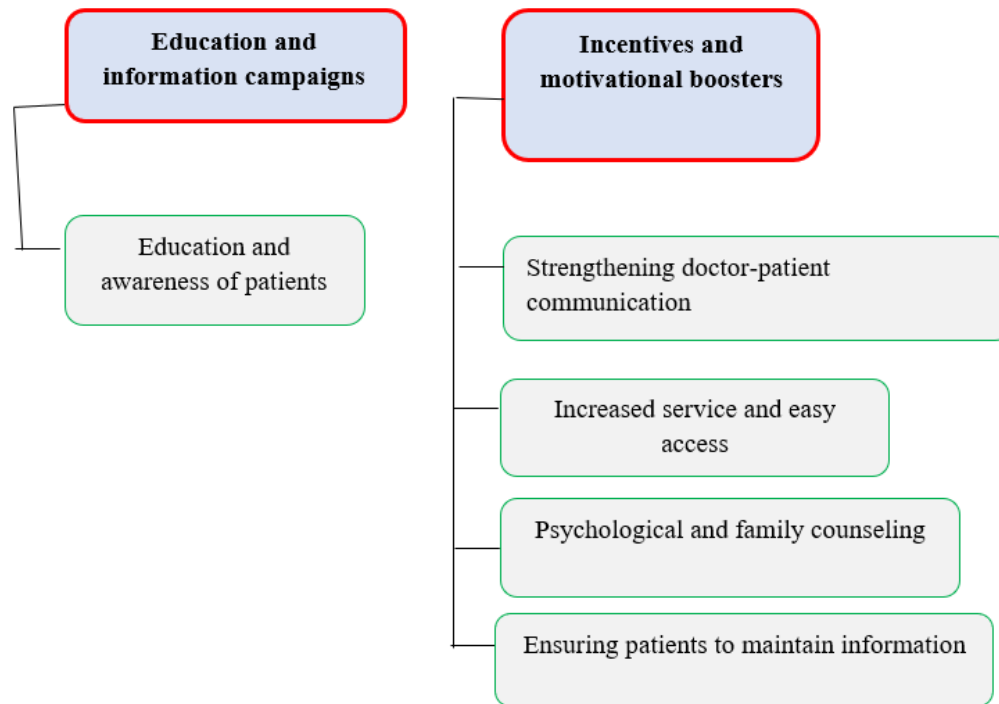 Education and
information campaigns
Education and
awareness of patients
Incentives and
motivational boosters
Strengthening doctor-patient
communication
Increased service and easy
access
Psychological and family counseling
Ensuring patients to maintain information